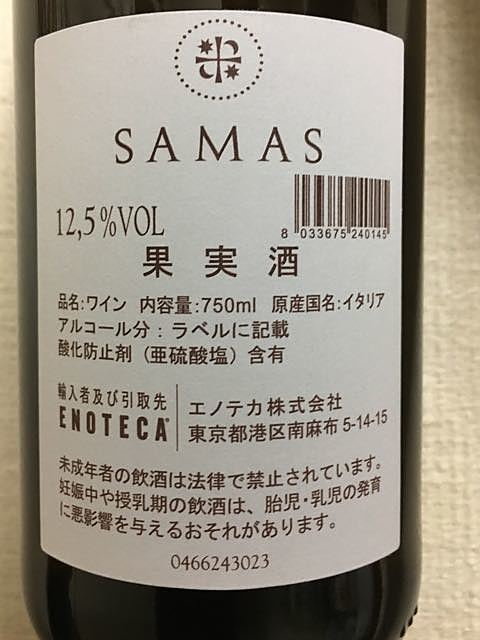 SAMAS
12,5%VOL
8 033675 240145
果実酒
品名:ワイン 内容量:750ml 原産国名:イタリア
アルコール分:ラベルに記載
酸化防止剤(亜硫酸塩)含有
輸入者及び引取先
ENOTECA
エノテカ株式会社
東京都港区南麻布 5-14-15
未成年者の飲酒は法律で禁止されています。
妊娠中や授乳期の飲酒は、胎児・乳児の発育
に悪影響を与えるおそれがあります。
0466243023